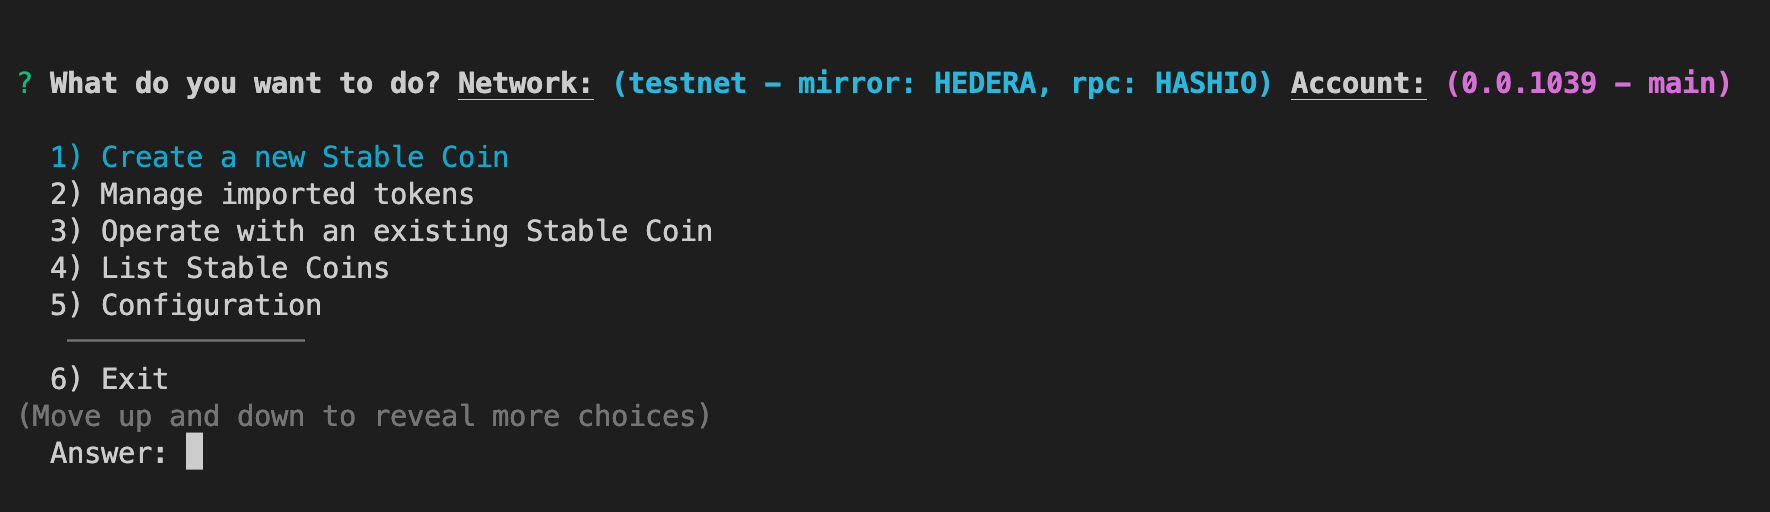 ? What do you want to do? Network: (testnet – mirror: HEDERA, rpc: HASHIO) Account: (0.0.1039 – main)
1) Create a new Stable Coin
2) Manage imported tokens
3) Operate with an existing Stable Coin
4) List Stable Coins
5) Configuration
6) Exit
(Move up and down to reveal more choices)
Answer: